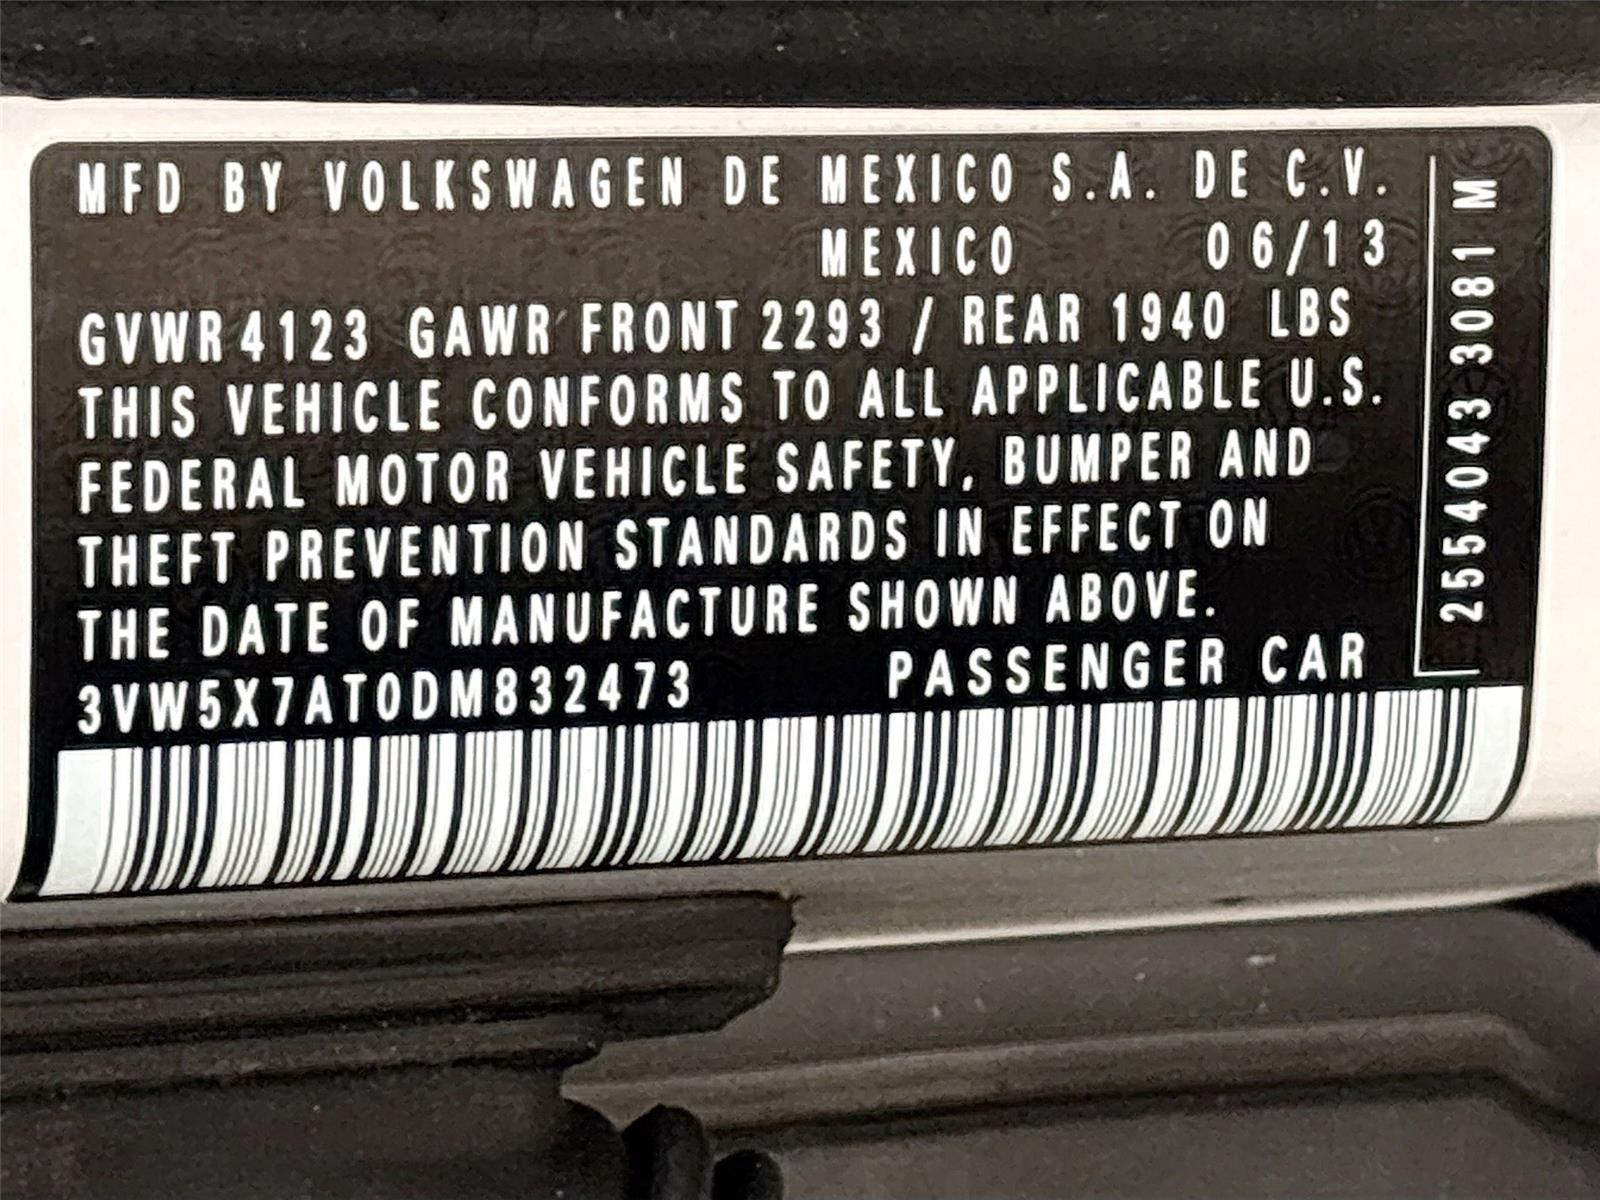 MFD BY VOLKSWAGEN DE MEXICO S.A. DE C.V.
MEXICO 06/13
GVWR 4123 GAWR FRONT 2293 / REAR 1940 LBS
THIS VEHICLE CONFORMS TO ALL APPLICABLE U.S.
FEDERAL MOTOR VEHICLE SAFETY, BUMPER AND
THEFT PREVENTION STANDARDS IN EFFECT ON
THE DATE OF MANUFACTURE SHOWN ABOVE.
3VW5X7AT0DM832473 PASSENGER CAR
2554043 3081 M